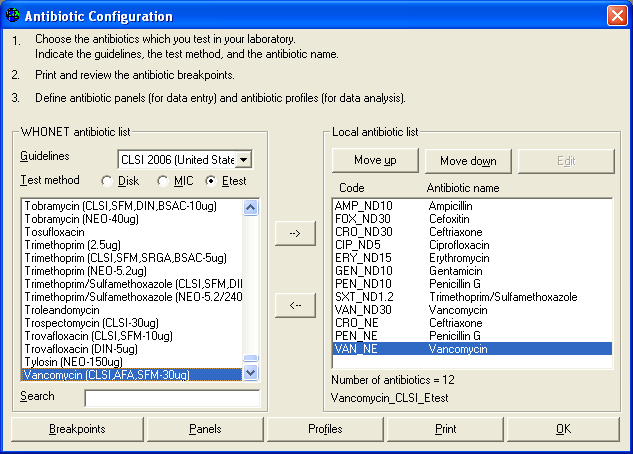 Antibiotic Configuration
1. Choose the antibiotics which you test in your laboratory.
Indicate the guidelines, the test method, and the antibiotic name.
2. Print and review the antibiotic breakpoints.
3. Define antibiotic panels (for data entry) and antibiotic profiles (for data analysis).
WHONET antibiotic list
Guidelines CLSI 2006 (United State
Test method Disk MIC Etest
Tobramycin (CLSI,SFM,DIN,BSAC-10ug)
Tobramycin (NEO-40ug)
Tosufloxacin
Trimethoprim (2.5ug)
Trimethoprim (CLSI,SFM,SRGA,BSAC-5ug)
Trimethoprim (NEO-5.2ug)
Trimethoprim/Sulfamethoxazole (CLSI,SFM,DI
Trimethoprim/Sulfamethoxazole (NEO-5.2/240
Troleandomycin
Trospectomycin (CLSI-30ug)
Trovafloxacin (CLSI,SFM-10ug)
Trovafloxacin (DIN-5ug)
Tylosin (NEO-150ug)
Vancomycin (CLSI,AFA,SFM-30ug)
Search
-->
<--
Local antibiotic list
Move up Move down Edit
Code Antibiotic name
AMP_ND10 Ampicillin
FOX_ND30 Cefoxitin
CRO_ND30 Ceftriaxone
CIP_ND5 Ciprofloxacin
ERY_ND15 Erythromycin
GEN_ND10 Gentamicin
PEN_ND10 Penicillin G
SXT_ND1.2 Trimethoprim/Sulfamethoxazole
VAN_ND30 Vancomycin
CRO_NE Ceftriaxone
PEN_NE Penicillin G
VAN_NE Vancomycin
Number of antibiotics = 12
Vancomycin_CLSI_Etest
Breakpoints Panels Profiles Print OK